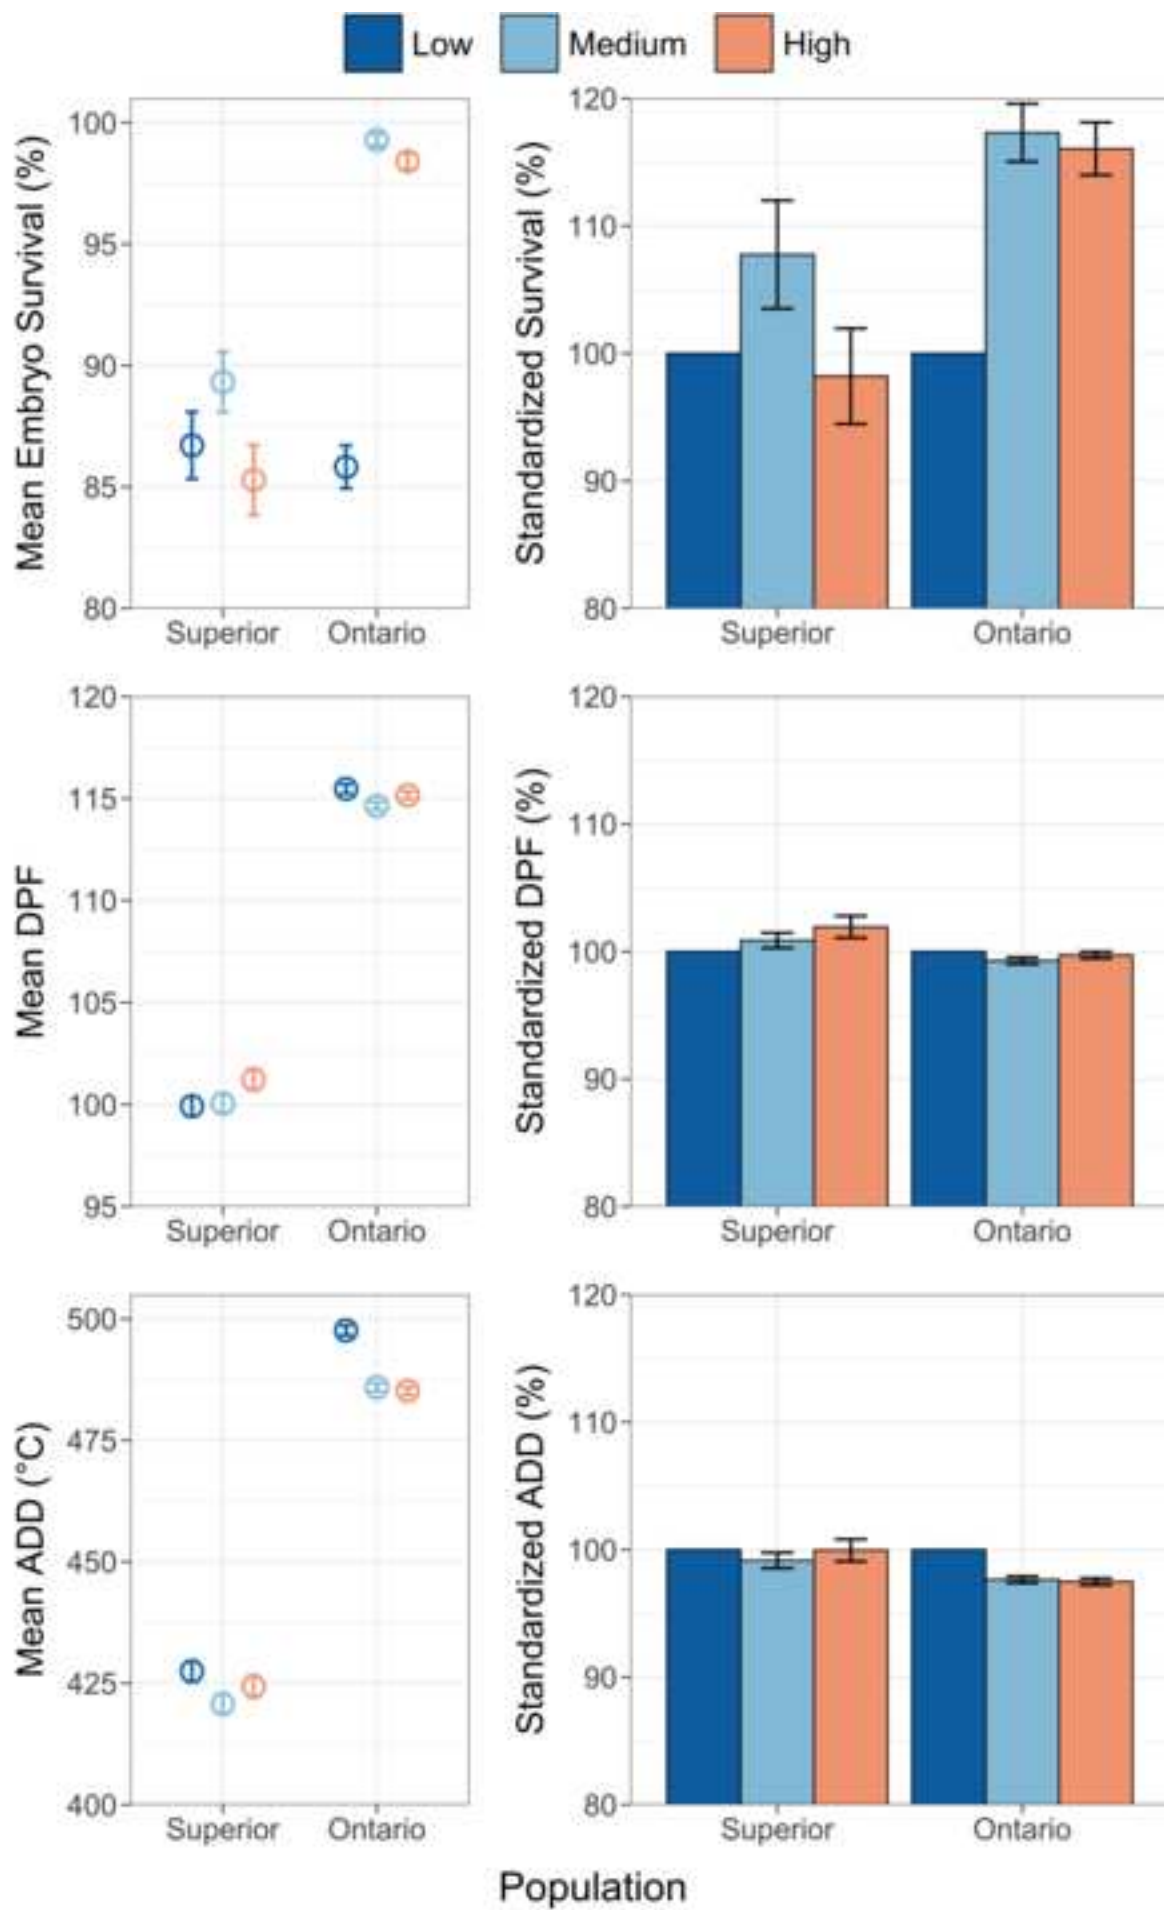 Low Medium High
Mean Embryo Survival (%)
100
95
90
85
80
Superior Ontario
Standardized Survival (%)
120
110
100
90
80
Superior Ontario
Mean DPF
120
115
110
105
100
95
Superior Ontario
Standardized DPF (%)
120
110
100
90
80
Superior Ontario
Mean ADD (°C)
500
475
450
425
400
Superior Ontario
Standardized ADD (%)
120
110
100
90
80
Superior Ontario
Population